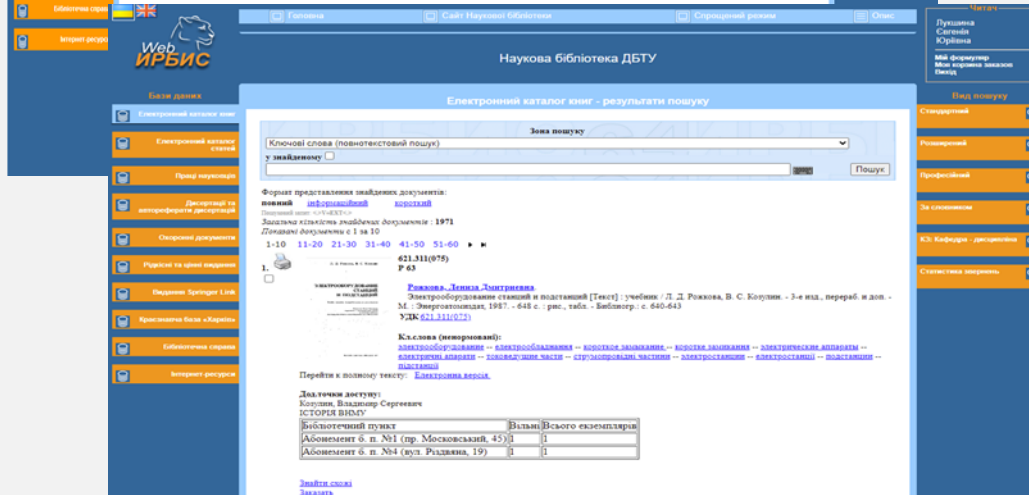 Бібліотечна справа
Інтернет ресурси
Web
ИРБИС
Головна
Сайт Наукової бібліотеки
Спрощений режим
Опис
Наукова бібліотека ДБТУ
Читач
Лукшина
Євгенія
Юріївна
Мій формуляр
Моя корзина заказов
Вихід
Бази даних
Електронний каталог книг
Електронний каталог
статей
Праці науковців
Дисертації та
автореферати дисертацій
Охоронні документи
Рідкісні та цінні видання
Видання Springer Link
Краєзнавча база «Харків»
Бібліотечна справа
Інтернет-ресурси
Електронний каталог книг - результати пошуку
Зона пошуку
Ключові слова (повнотекстовий пошук)
у знайденому
Пошук
Формат представлення знайдених документів:
повний інформаційний короткий
Загальна кількість знайдених документів : 1971
Показані документи с 1 за 10
1-10 11-20 21-30 31-40 41-50 51-60
1.
621.311(075)
Р 63
ЭЛЕКТРООБОРУДОВАНИЕ
СТАНЦИЙ
И ПОДСТАНЦИЙ
Рожкова, Лениза Дмитриевна.
Электрооборудование станций и подстанций [Текст] : учебник / Л. Д. Рожкова, В. С. Козулин. - 3-е изд., перераб. и доп. -
М. : Энергоатомиздат, 1987. - 648 с. : рис., табл. - Библиогр.: с. 640-643
УДК 621.311(075)
Кл.слова (ненормовані):
электрооборудование -- електрообладнання -- короткое замыкание -- коротке замикання -- электрические аппараты --
електричні апарати -- токоведущие части -- струмопровідні частини -- электростанции -- електростанції -- подстанции --
підстанції
Перейти к полному тексту: Електронна версія
Дод.точки доступу:
Козулин, Владимир Сергеевич
ІСТОРІЯ ВНМУ
Бібліотечний пункт Вільні Всього екземплярів
Абонемент б. п. №1 (пр. Московський, 45) 1 1
Абонемент б. п. №4 (вул. Різдвяна, 19) 1 1
Знайти схожі
Заказать
Вид пошуку
Стандартний
Розширений
Професійний
За словником
КЗ: Кафедра - дисципліна
Статистика звернень